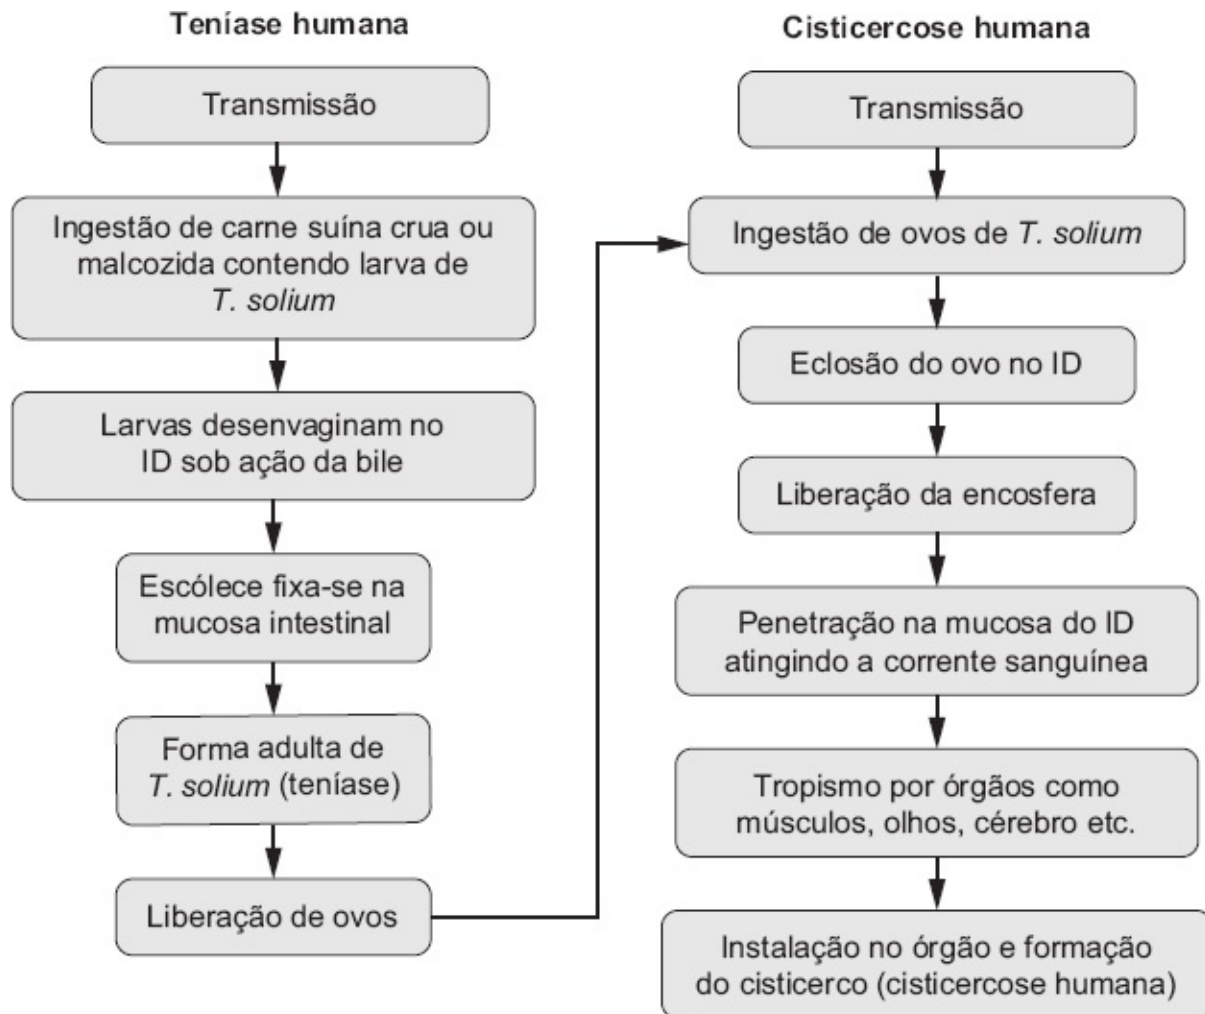 Teníase humana
Transmissão
Ingestão de carne suína crua ou
malcozida contendo larva de
T. solium
Larvas desenvaginam no
ID sob ação da bile
Escólece fixa-se na
mucosa intestinal
Forma adulta de
T. solium (teníase)
Liberação de ovos
Cisticercose humana
Transmissão
Ingestão de ovos de T. solium
Eclosão do ovo no ID
Liberação da encosfera
Penetração na mucosa do ID
atingindo a corrente sanguínea
Tropismo por órgãos como
músculos, olhos, cérebro etc.
Instalação no órgão e formação
do cisticerco (cisticercose humana)